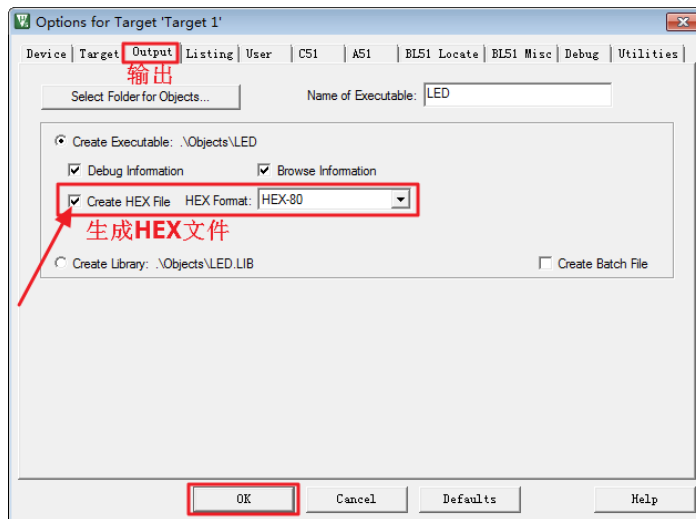 Options for Target 'Target 1'
Device Target Output Listing User C51 A51 BL51 Locate BL51 Misc Debug Utilities
输出
Select Folder for Objects... Name of Executable: LED
Create Executable: .\Objects\LED
Debug Information Browse Information
Create HEX File HEX Format: HEX-80
生成HEX文件
Create Library: .\Objects\LED.LIB Create Batch File
OK Cancel Defaults Help